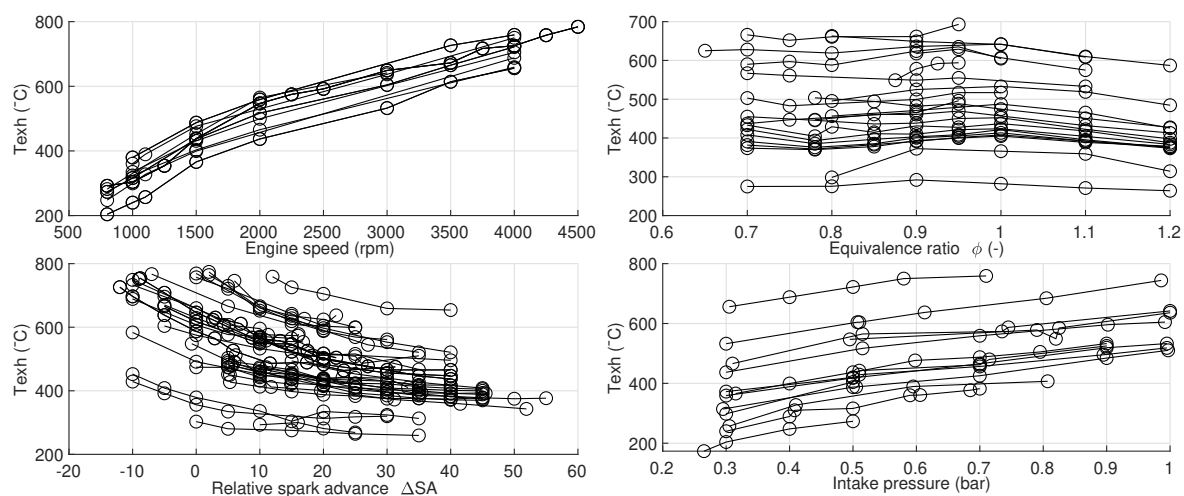 800
600
400
200
Texh (¯C)
500 1000 1500 2000 2500 3000 3500 4000 4500
Engine speed (rpm)
700
600
500
400
300
200
Texh (¯C)
0.6 0.7 0.8 0.9 1 1.1 1.2
Equivalence ratio ϕ (-)
800
600
400
200
Texh (¯C)
-20 -10 0 10 20 30 40 50 60
Relative spark advance ΔSA
800
600
400
200
Texh (¯C)
0.2 0.3 0.4 0.5 0.6 0.7 0.8 0.9 1
Intake pressure (bar)